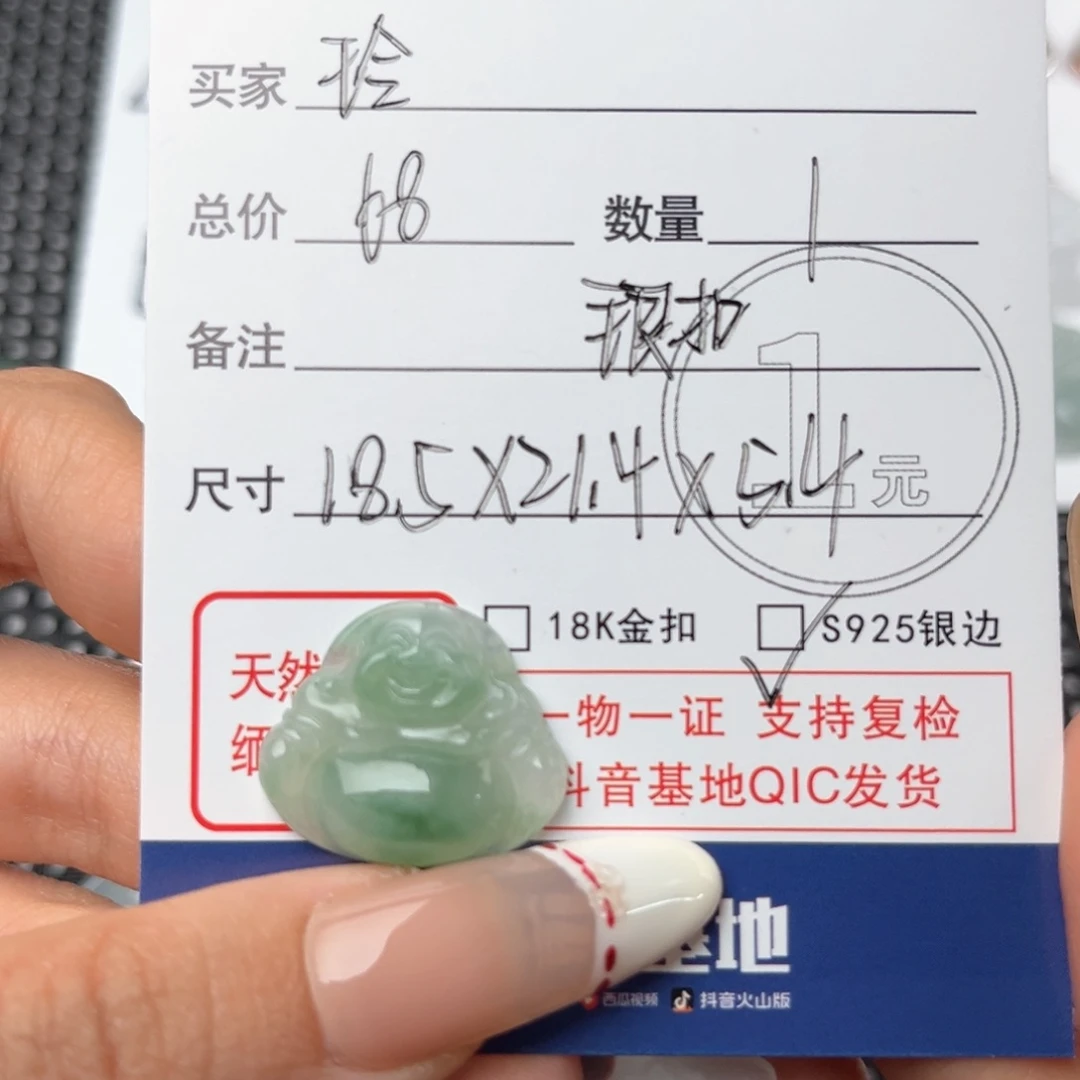 买家 玲
总价 68 数量 1
备注 银扣
尺寸 18.5X21.4X5.4
1元
18K金扣 S925银边
天然
缅
一物一证 支持复检
抖音基地QIC发货
基地
西瓜视频 抖音火山版